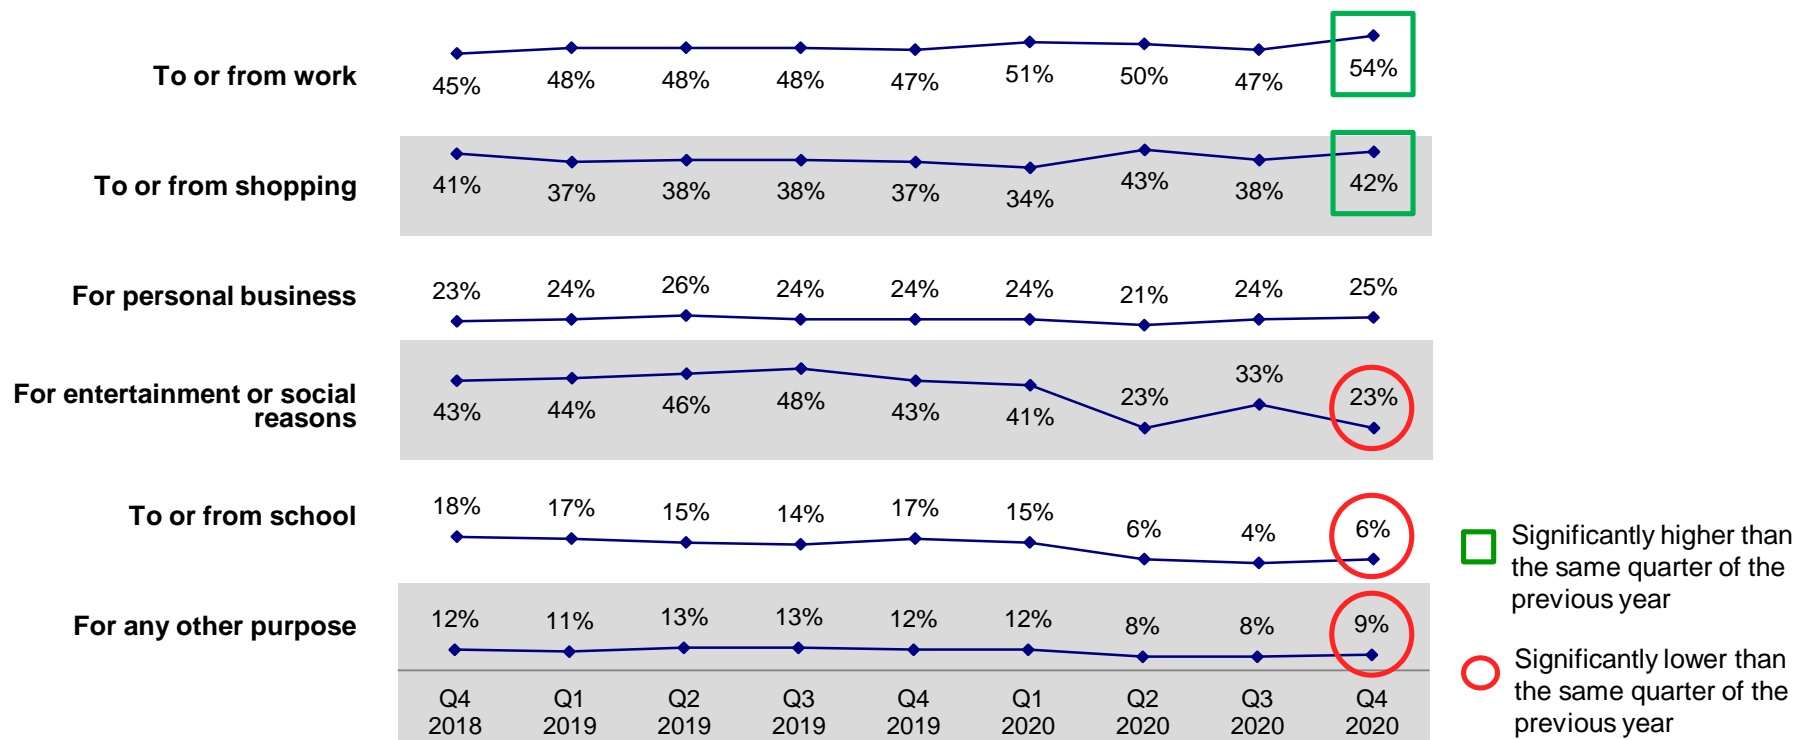 To or from work
45% 48% 48% 48% 47% 51% 50% 47% 54%
To or from shopping
41% 37% 38% 38% 37% 34% 43% 38% 42%
For personal business
23% 24% 26% 24% 24% 24% 21% 24% 25%
For entertainment or social
reasons
43% 44% 46% 48% 43% 41% 23% 33% 23%
To or from school
18% 17% 15% 14% 17% 15% 6% 4% 6%
For any other purpose
12% 11% 13% 13% 12% 12% 8% 8% 9%
Q4 Q1 Q2 Q3 Q4 Q1 Q2 Q3 Q4
2018 2019 2019 2019 2019 2020 2020 2020 2020
Significantly higher than
the same quarter of the
previous year
Significantly lower than
the same quarter of the
previous year